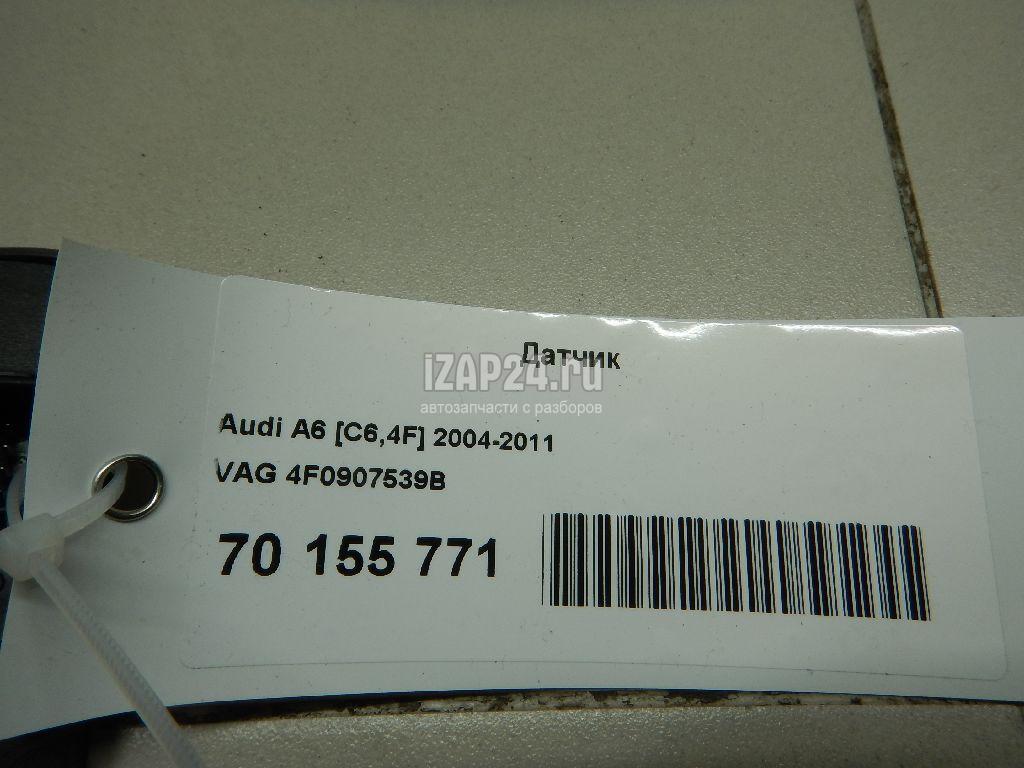 Датчик
iZAP24.ru
автозапчасти с разборов
Audi A6 [C6,4F] 2004-2011
VAG 4F0907539B
70 155 771